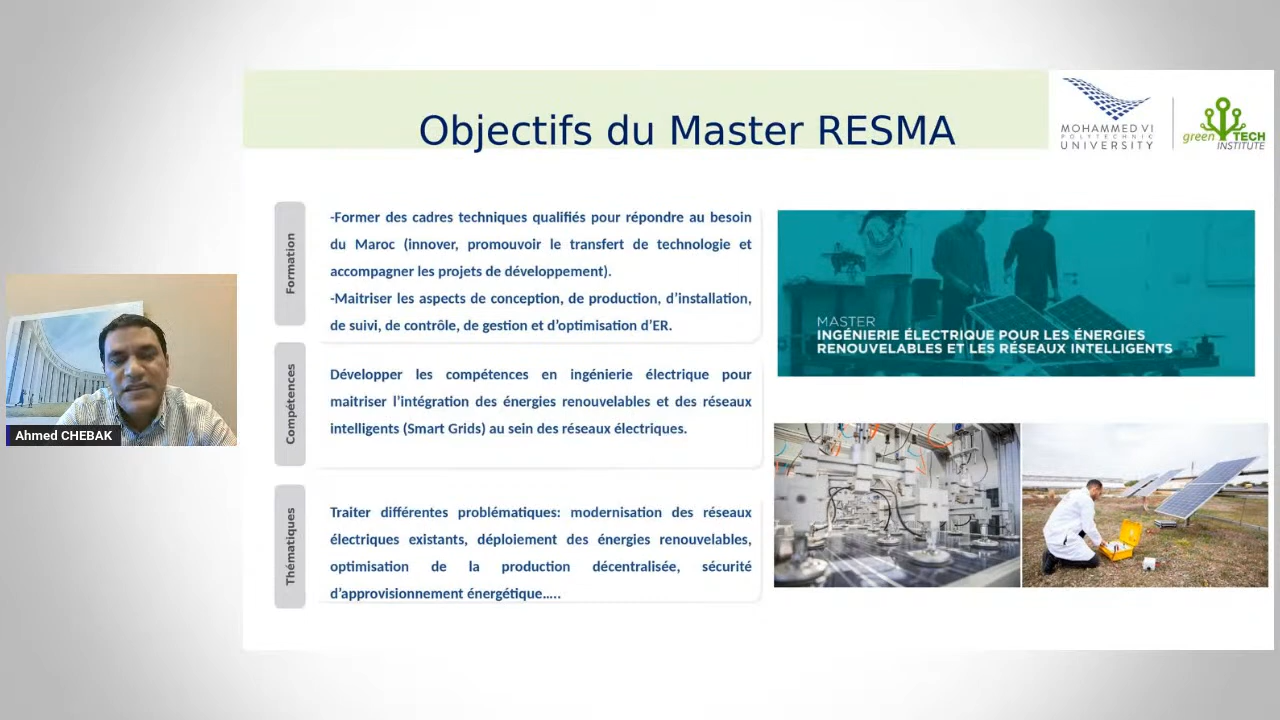 Objectifs du Master RESMA
MOHAMMED VI
POLYTECHNIC
UNIVERSITY
green TECH
INSTITUTE
Formation
-Former des cadres techniques qualifiés pour répondre au besoin
du Maroc (innover, promouvoir le transfert de technologie et
accompagner les projets de développement).
-Maitriser les aspects de conception, de production, d’installation,
de suivi, de contrôle, de gestion et d’optimisation d’ER.
Compétences
Développer les compétences en ingénierie électrique pour
maitriser l’intégration des énergies renouvelables et des réseaux
intelligents (Smart Grids) au sein des réseaux électriques.
Thématiques
Traiter différentes problématiques: modernisation des réseaux
électriques existants, déploiement des énergies renouvelables,
optimisation de la production décentralisée, sécurité
d’approvisionnement énergétique.....
MASTER
INGÉNIERIE ÉLECTRIQUE POUR LES ÉNERGIES
RENOUVELABLES ET LES RÉSEAUX INTELLIGENTS
Ahmed CHEBAK